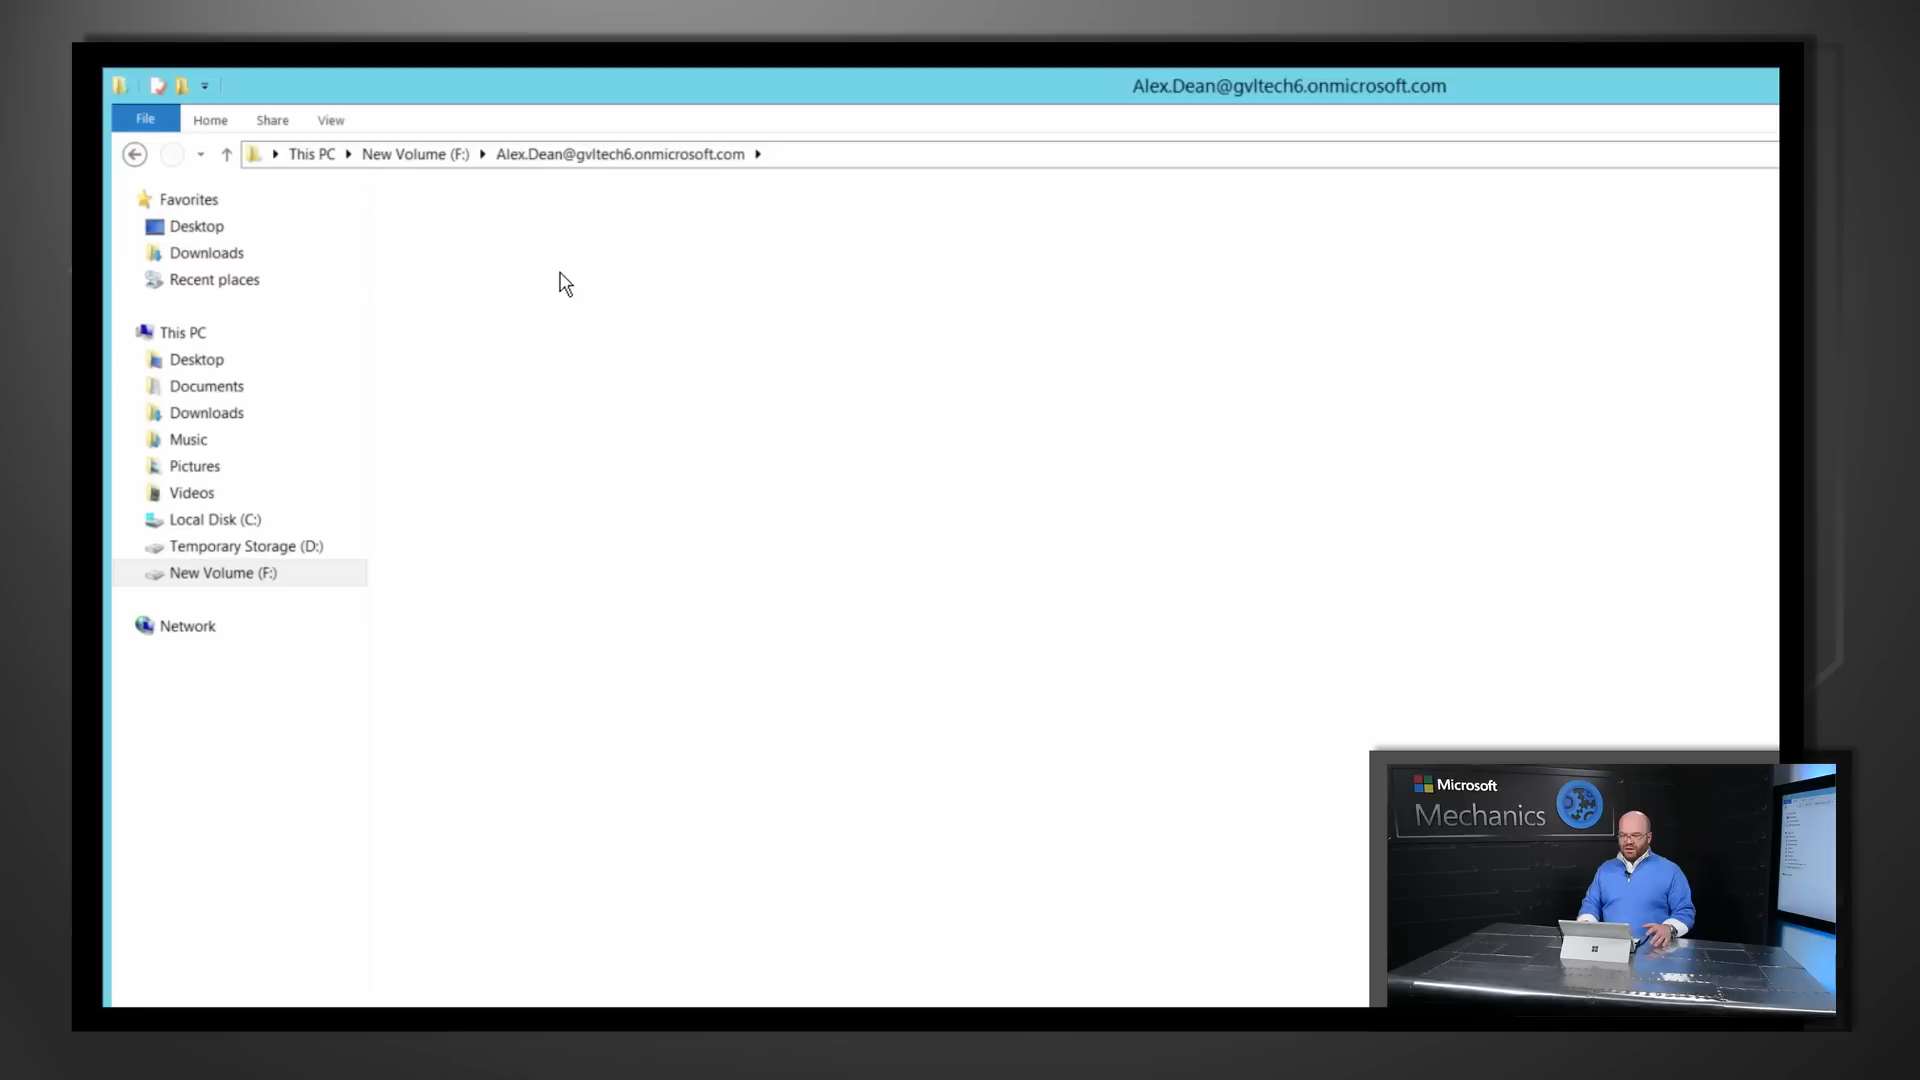 Alex.Dean@gvltech6.onmicrosoft.com
File Home Share View
This PC New Volume (F:) Alex.Dean@gvltech6.onmicrosoft.com
Favorites
Desktop
Downloads
Recent places
This PC
Desktop
Documents
Downloads
Music
Pictures
Videos
Local Disk (C:)
Temporary Storage (D:)
New Volume (F:)
Network
Microsoft
Mechanics